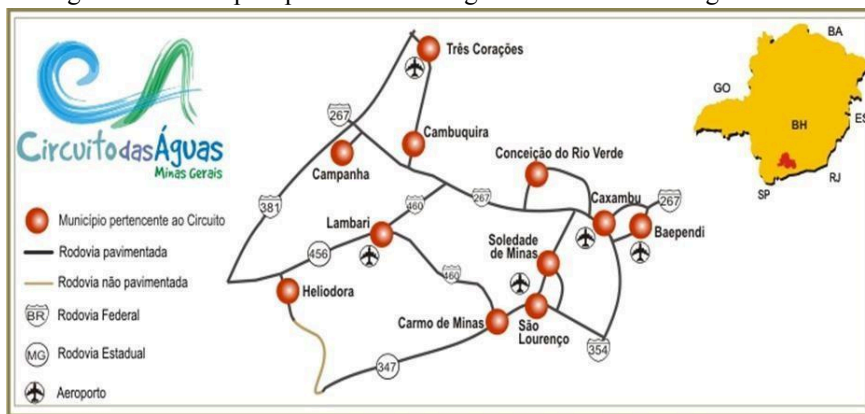 Três Corações
BA
GO
ES
267
Cambuquira
BH
Circuito das Águas
Minas Gerais
Campanha
Conceição do Rio Verde
SP
RJ
381
460
267
Caxambu
267
Município pertencente ao Circuito
Lambari
Baependi
Rodovia pavimentada
456
Soledade
de Minas
Rodovia não pavimentada
Heliodora
460
BR
Rodovia Federal
Carmo de Minas
São
Lourenço
MG
Rodovia Estadual
347
354
Aeroporto